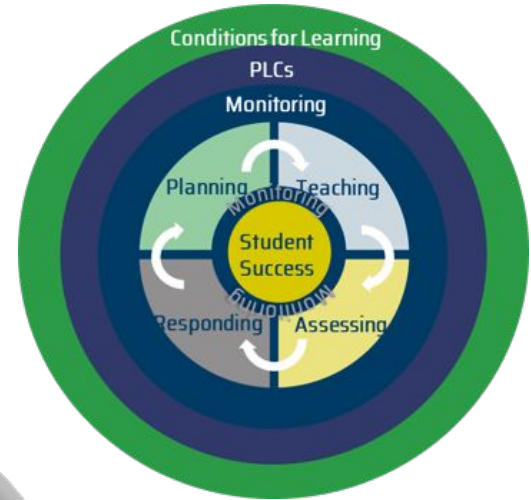 Conditions for Learning
PLCs
Monitoring
Planning
Teaching
Monitoring
Student
Success
Monitoring
Responding
Assessing